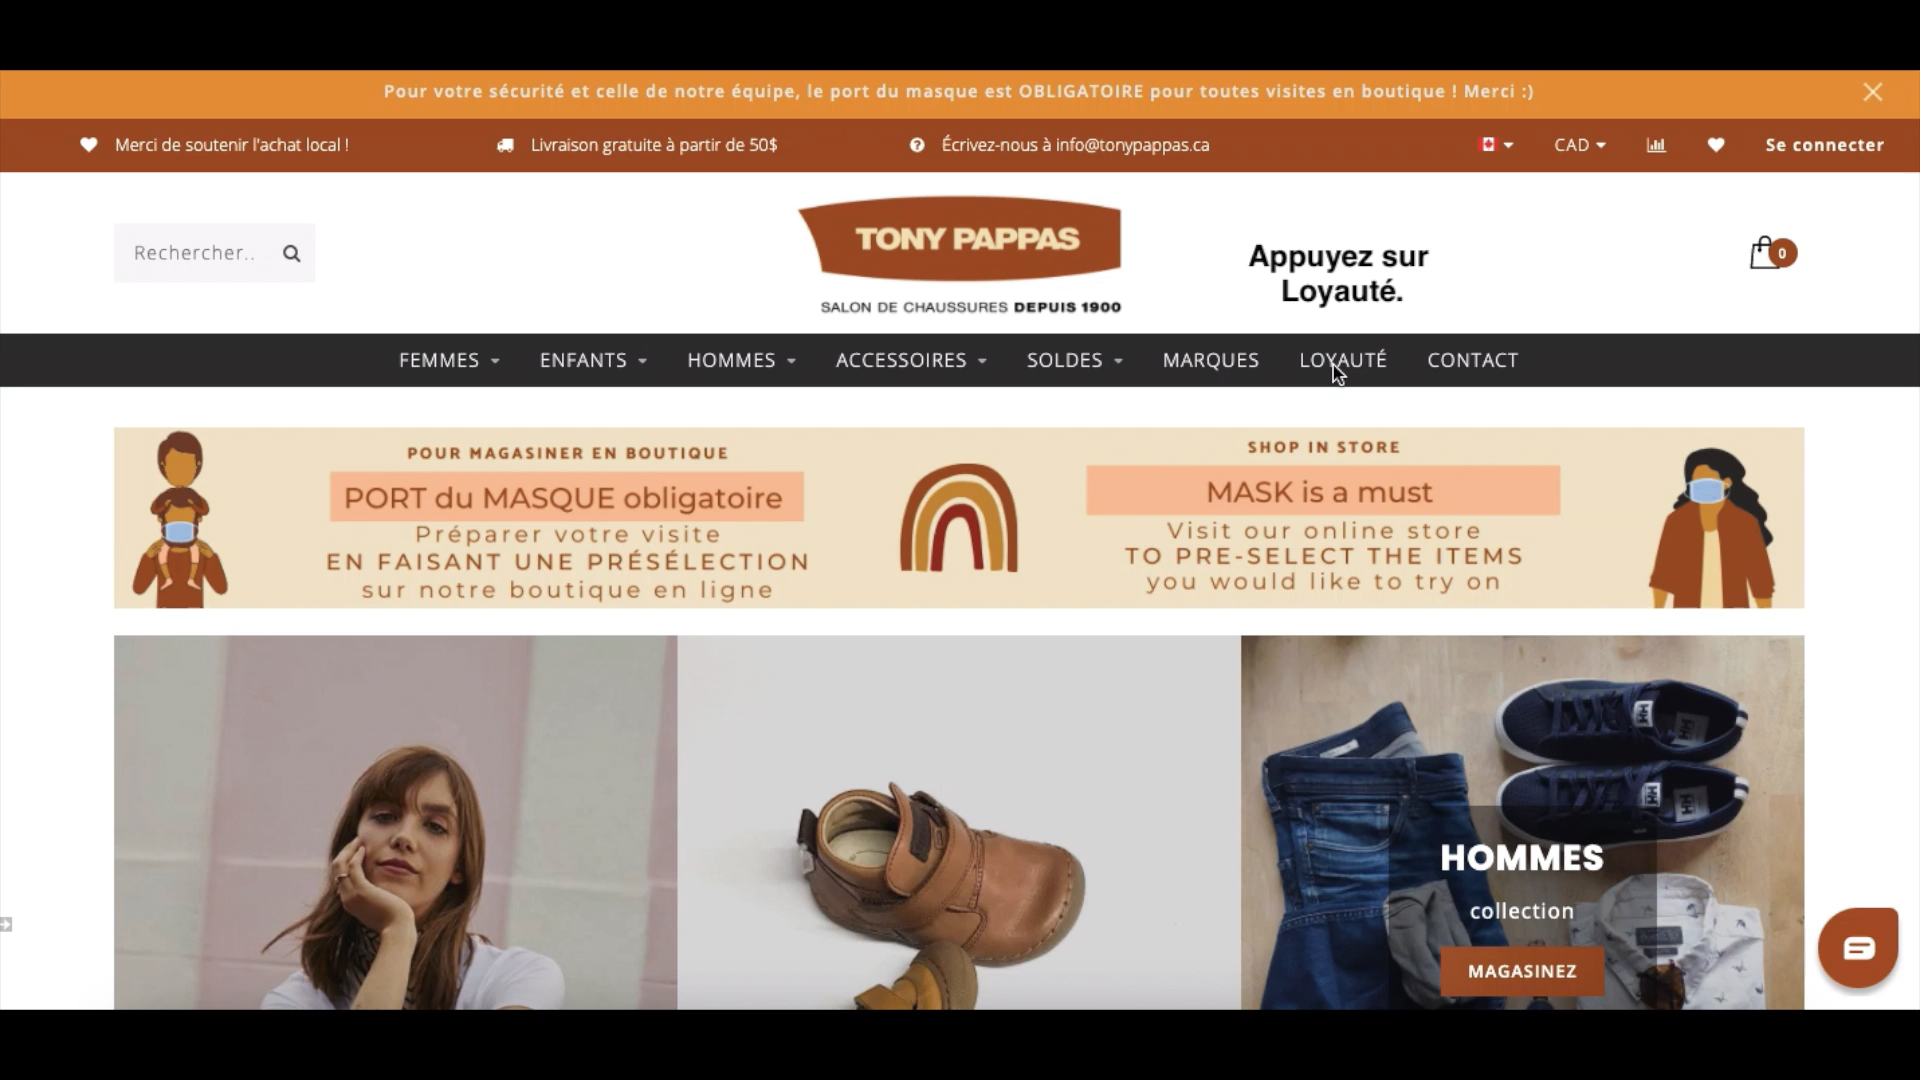 Pour votre sécurité et celle de notre équipe, le port du masque est OBLIGATOIRE pour toutes visites en boutique ! Merci :)
Merci de soutenir l'achat local !
Livraison gratuite à partir de 50$
Écrivez-nous à info@tonypappas.ca
CAD
Se connecter
Rechercher..
TONY PAPPAS
SALON DE CHAUSSURES DEPUIS 1900
Appuyez sur
Loyauté.
0
FEMMES
ENFANTS
HOMMES
ACCESSOIRES
SOLDES
MARQUES
LOYAUTÉ
CONTACT
POUR MAGASINER EN BOUTIQUE
PORT du MASQUE obligatoire
Préparer votre visite
EN FAISANT UNE PRÉSÉLECTION
sur notre boutique en ligne
SHOP IN STORE
MASK is a must
Visit our online store
TO PRE-SELECT THE ITEMS
you would like to try on
HH
HH
HOMMES
collection
MAGASINEZ